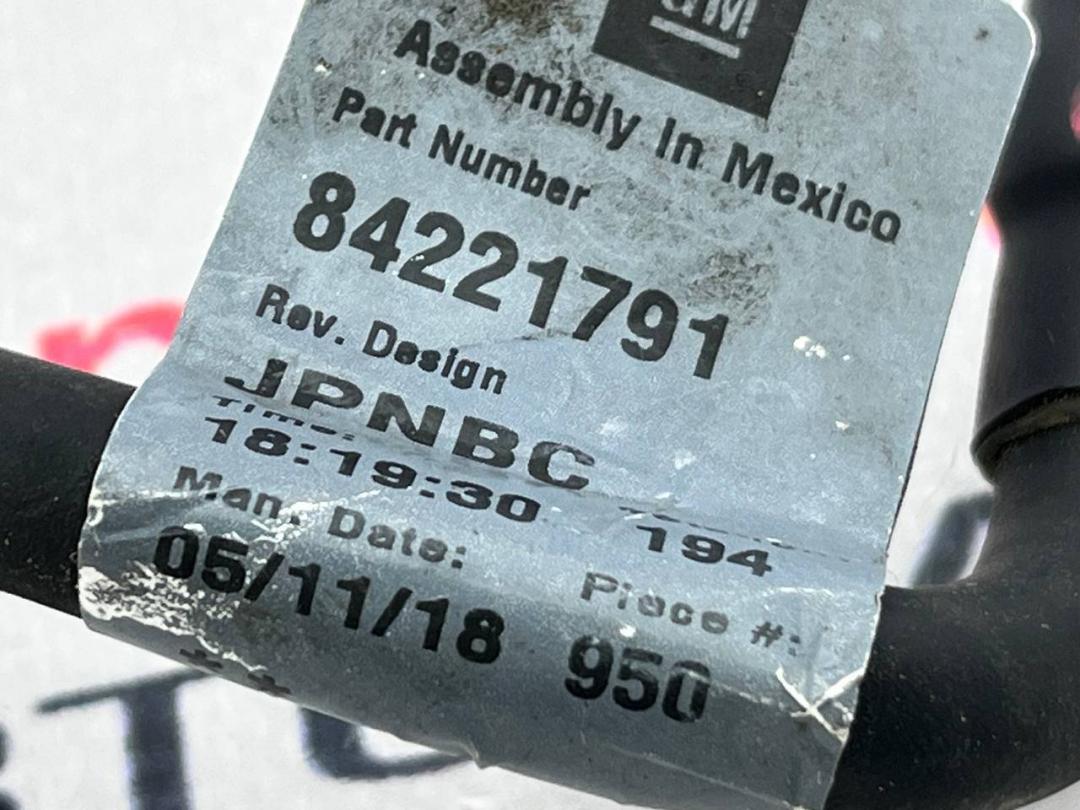 GM
Assembly In Mexico
Part Number
84221791
Rev. Design
JPNBC
Time:
18:19:30 194
Man. Date: Piece #:
05/11/18 950